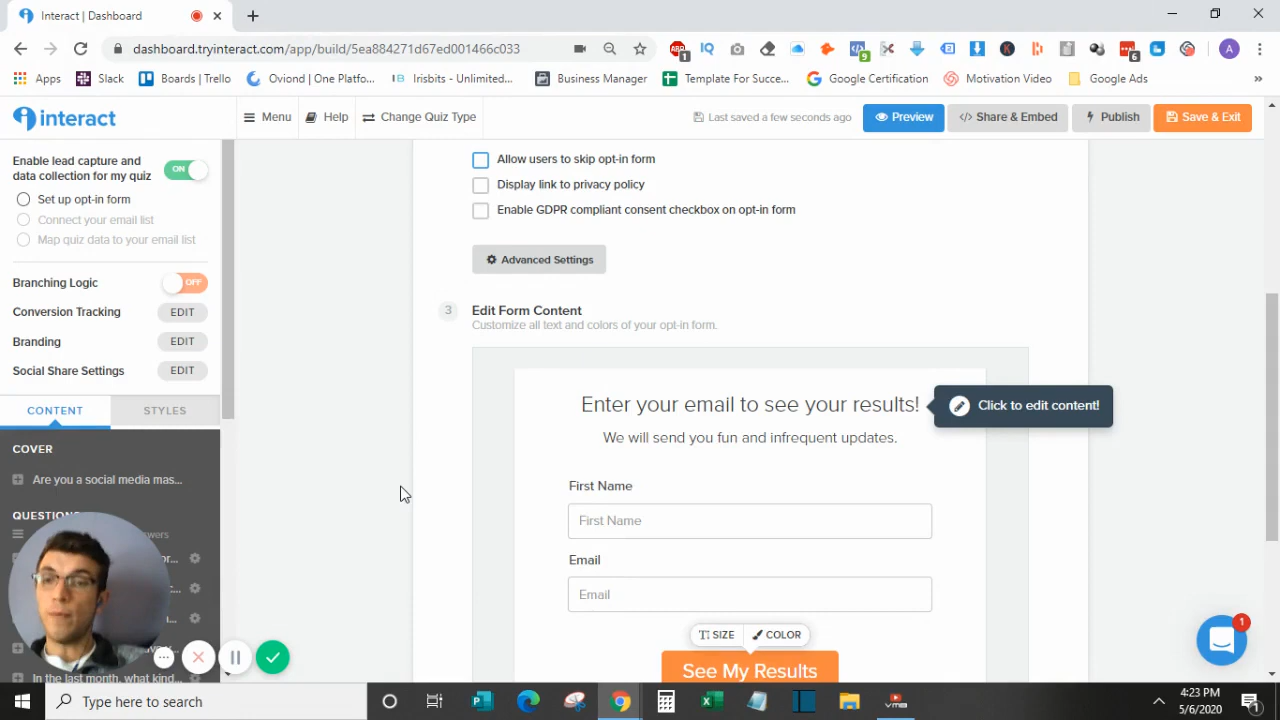 Interact | Dashboard
dashboard.tryinteract.com/app/build/5ea884271d67ed001466c033
1
IQ
9
6
A
Apps
Slack
Boards | Trello
Oviond | One Platfo...
Irisbits - Unlimited...
Business Manager
Template For Succe...
Google Certification
Motivation Video
Google Ads
»
interact
Menu
Help
Change Quiz Type
Last saved a few seconds ago
Preview
</> Share & Embed
Publish
Save & Exit
Enable lead capture and
data collection for my quiz
ON
Set up opt-in form
Connect your email list
Map quiz data to your email list
Branching Logic
OFF
Conversion Tracking
EDIT
Branding
EDIT
Social Share Settings
EDIT
CONTENT
STYLES
COVER
Are you a social media mas...
QUESTIONS
In the last month, what kind...
Allow users to skip opt-in form
Display link to privacy policy
Enable GDPR compliant consent checkbox on opt-in form
Advanced Settings
3
Edit Form Content
Customize all text and colors of your opt-in form.
Enter your email to see your results!
Click to edit content!
We will send you fun and infrequent updates.
First Name
First Name
Email
Email
SIZE
COLOR
See My Results
1
Type here to search
4:23 PM
5/6/2020
1